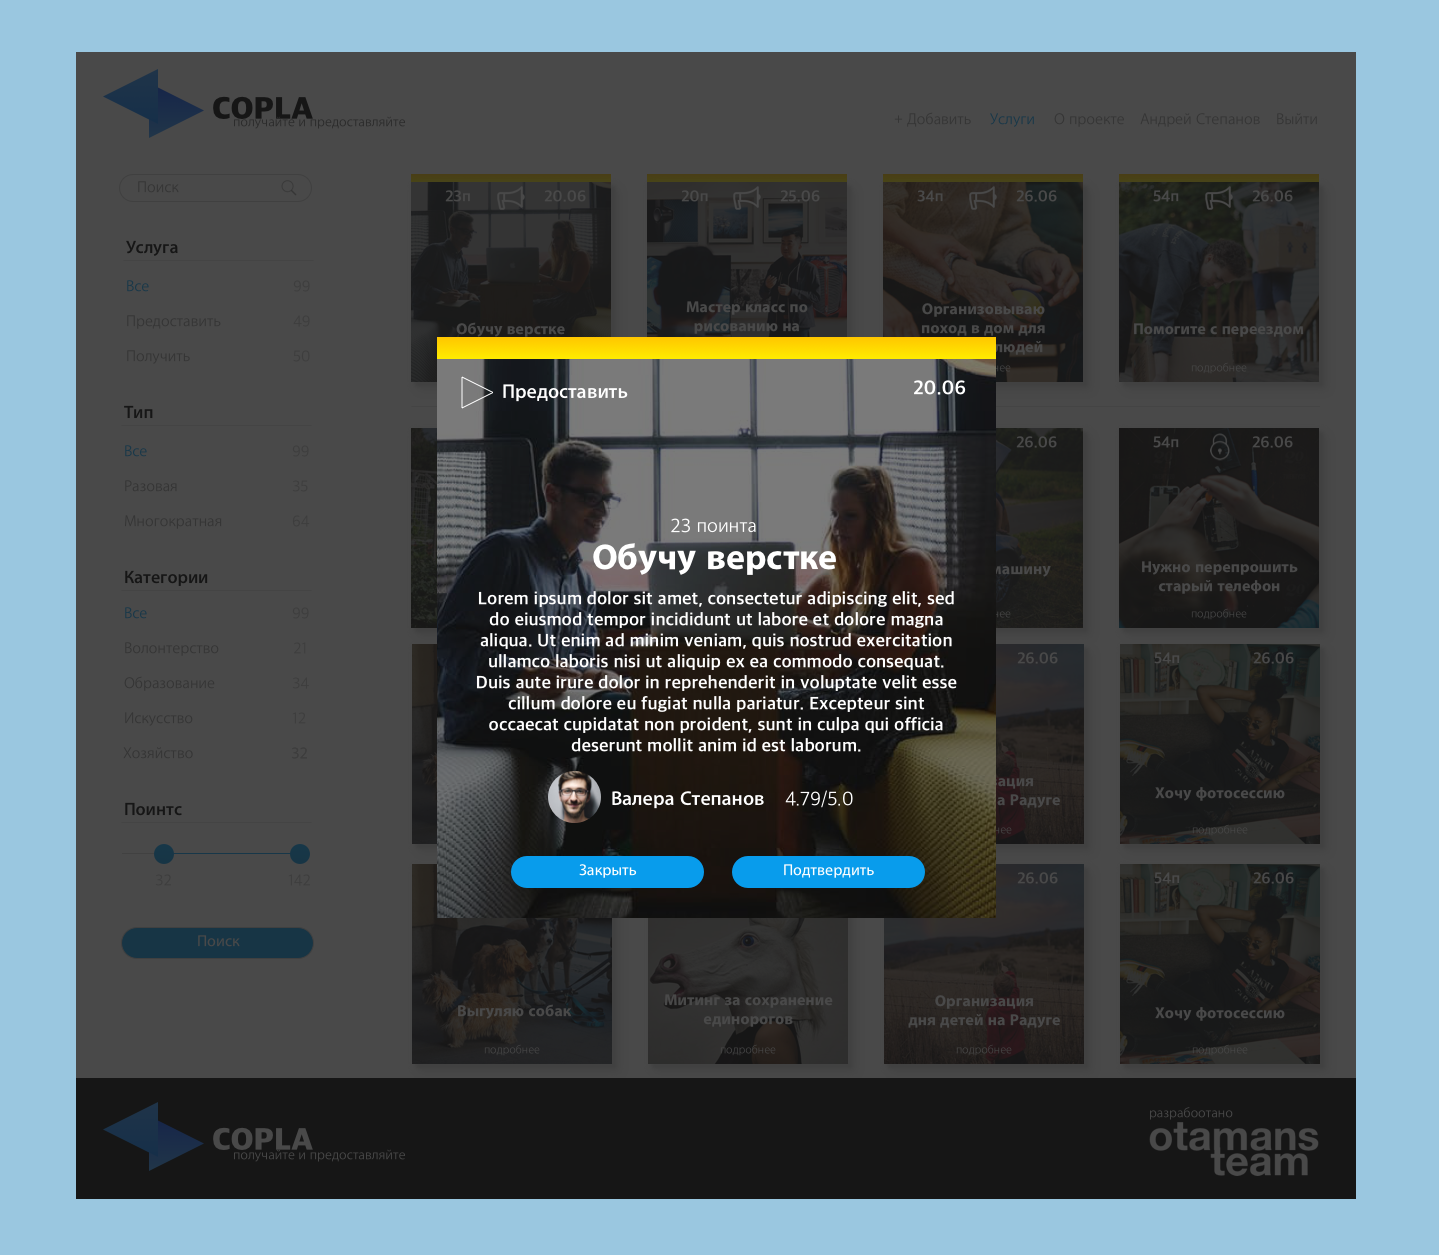 COPLA
получайте и предоставляйте
+ Добавить Услуги О проекте Андрей Степанов Выйти
Поиск
Услуга
Все 99
Предоставить 49
Получить 50
Тип
Все 99
Разовая 35
Многократная 64
Категории
Все 99
Волонтерство 21
Образование 34
Искусство 12
Хозяйство 32
Поинтс
32 142
Поиск
23п 20.06
Обучу верстке
20п 25.06
Мастер класс по
рисованию на
34п 26.06
Организовываю
поход в дом для
людей
54п 26.06
Помогите с переездом
подробнее
Предоставить
20.06
23 поинта
Обучу верстке
Lorem ipsum dolor sit amet, consectetur adipiscing elit, sed
do eiusmod tempor incididunt ut labore et dolore magna
aliqua. Ut enim ad minim veniam, quis nostrud exercitation
ullamco laboris nisi ut aliquip ex ea commodo consequat.
Duis aute irure dolor in reprehenderit in voluptate velit esse
cillum dolore eu fugiat nulla pariatur. Excepteur sint
occaecat cupidatat non proident, sunt in culpa qui officia
deserunt mollit anim id est laborum.
Валера Степанов 4.79/5.0
Закрыть Подтвердить
26.06
машину
54п 26.06
Нужно перепрошить
старый телефон
подробнее
26.06
а Радуге
54п 26.06
Хочу фотосессию
подробнее
Выгуляю собак
подробнее
Митинг за сохранение
единорогов
подробнее
26.06
Организация
дня детей на Радуге
подробнее
54п 26.06
Хочу фотосессию
подробнее
COPLA
получайте и предоставляйте
разработано
otamans
team